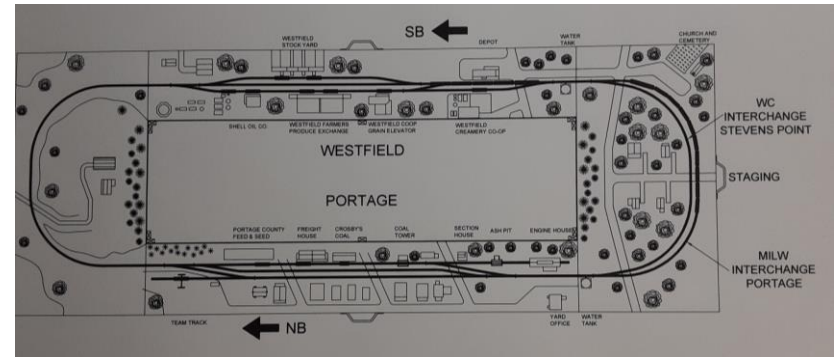 SB
WESTFIELD
STOCK YARD
DEPOT
WATER
TANK
CHURCH AND
CEMETERY
WC
INTERCHANGE
STEVENS POINT
SHELL OIL CO.
WESTFIELD FARMERS
PRODUCE EXCHANGE
WESTFIELD COOP
GRAIN ELEVATOR
WESTFIELD
CREAMERY CO-OP
WESTFIELD
STAGING
PORTAGE
PORTAGE COUNTY
FEED & SEED
FREIGHT
HOUSE
CROSBY'S
COAL
COAL
TOWER
SECTION
HOUSE
ASH PIT
ENGINE HOUSE
MILW
INTERCHANGE
PORTAGE
TEAM TRACK
NB
YARD
OFFICE
WATER
TANK